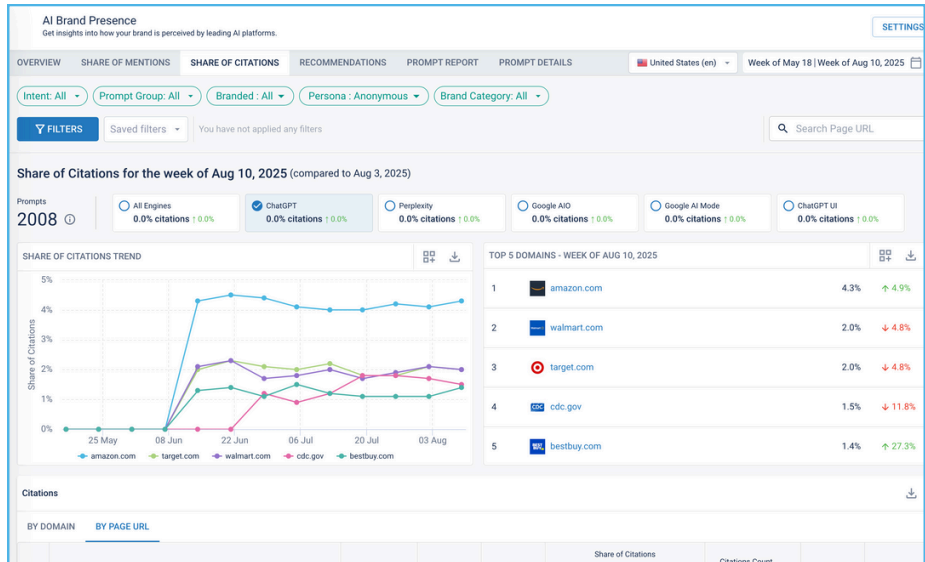 AI Brand Presence
Get insights into how your brand is perceived by leading AI platforms.
SETTINGS
OVERVIEW SHARE OF MENTIONS SHARE OF CITATIONS RECOMMENDATIONS PROMPT REPORT PROMPT DETAILS United States (en) Week of May 18 | Week of Aug 10, 2025
Intent: All Prompt Group: All Branded : All Persona : Anonymous Brand Category: All
FILTERS Saved filters You have not applied any filters Search Page URL
Share of Citations for the week of Aug 10, 2025 (compared to Aug 3, 2025)
Prompts
2008
All Engines
0.0% citations ↑ 0.0%
ChatGPT
0.0% citations ↑ 0.0%
Perplexity
0.0% citations ↑ 0.0%
Google AIO
0.0% citations ↑ 0.0%
Google AI Mode
0.0% citations ↑ 0.0%
ChatGPT UI
0.0% citations ↑ 0.0%
SHARE OF CITATIONS TREND
Share of Citations
5%
4%
3%
2%
1%
0%
25 May 08 Jun 22 Jun 06 Jul 20 Jul 03 Aug
amazon.com target.com walmart.com cdc.gov bestbuy.com
TOP 5 DOMAINS - WEEK OF AUG 10, 2025
1 amazon.com 4.3% ↑ 4.9%
2 walmart.com 2.0% ↓ 4.8%
3 target.com 2.0% ↓ 4.8%
4 CDC cdc.gov 1.5% ↓ 11.8%
5 BEST BUY bestbuy.com 1.4% ↑ 27.3%
Citations
BY DOMAIN BY PAGE URL
Share of Citations
Citations Count